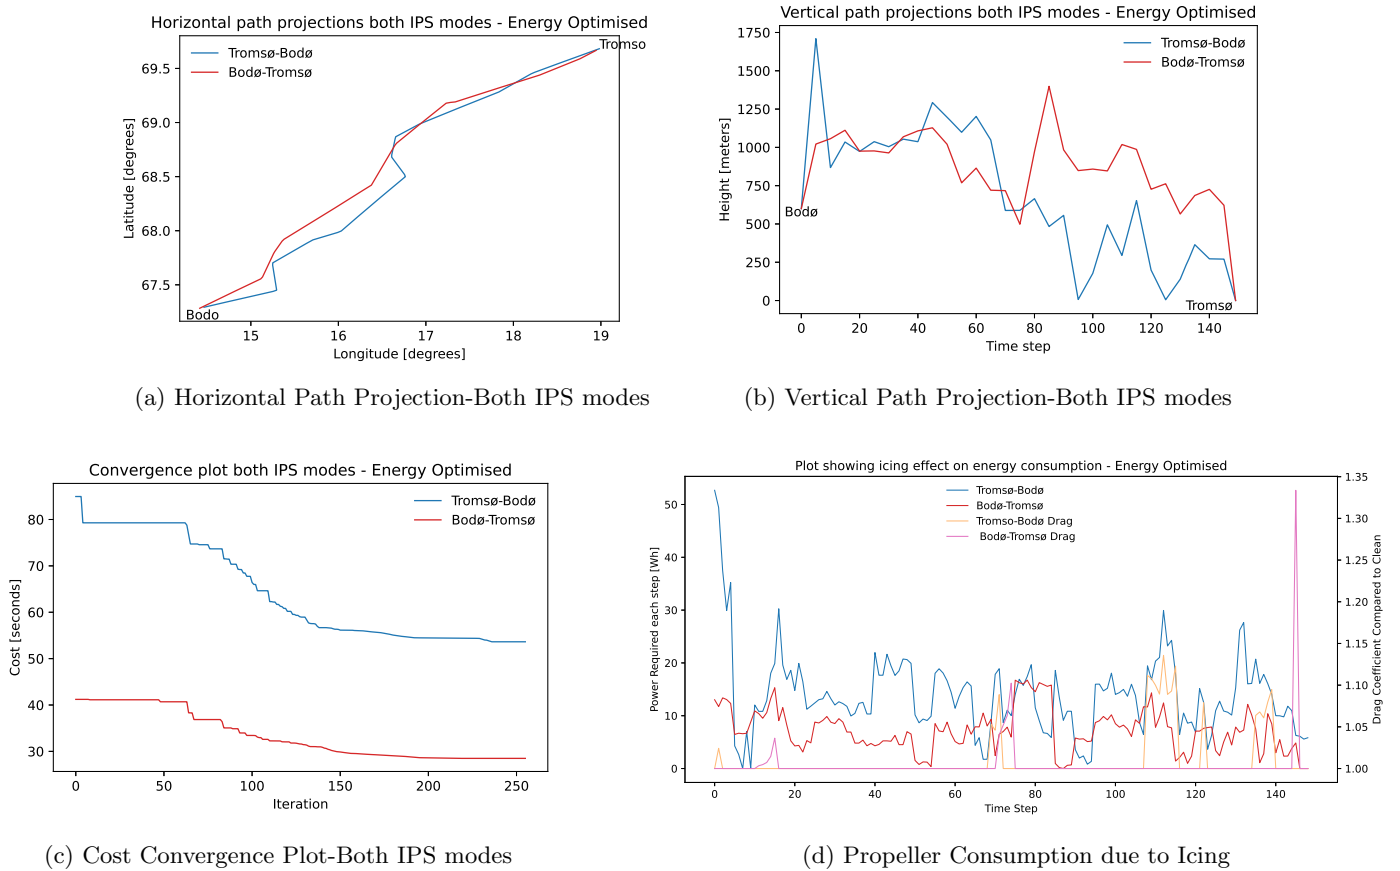 Horizontal path projections both IPS modes - Energy Optimised
Tromsø-Bodø
Bodø-Tromsø
Tromso
Bodo
69.5
69.0
68.5
68.0
67.5
Latitude [degrees]
15 16 17 18 19
Longitude [degrees]
(a) Horizontal Path Projection-Both IPS modes
Vertical path projections both IPS modes - Energy Optimised
Tromsø-Bodø
Bodø-Tromsø
1750
1500
1250
1000
750
500
250
0
Height [meters]
Bodø
Tromsø
0 20 40 60 80 100 120 140
Time step
(b) Vertical Path Projection-Both IPS modes
Convergence plot both IPS modes - Energy Optimised
Tromsø-Bodø
Bodø-Tromsø
80
70
60
50
40
30
Cost [seconds]
0 50 100 150 200 250
Iteration
(c) Cost Convergence Plot-Both IPS modes
Plot showing icing effect on energy consumption - Energy Optimised
Tromsø-Bodø
Bodø-Tromsø
Tromso-Bodø Drag
Bodø-Tromsø Drag
50
40
30
20
10
0
Power Required each step [Wh]
1.35
1.30
1.25
1.20
1.15
1.10
1.05
1.00
Drag Coefficient Compared to Clean
0 20 40 60 80 100 120 140
Time Step
(d) Propeller Consumption due to Icing